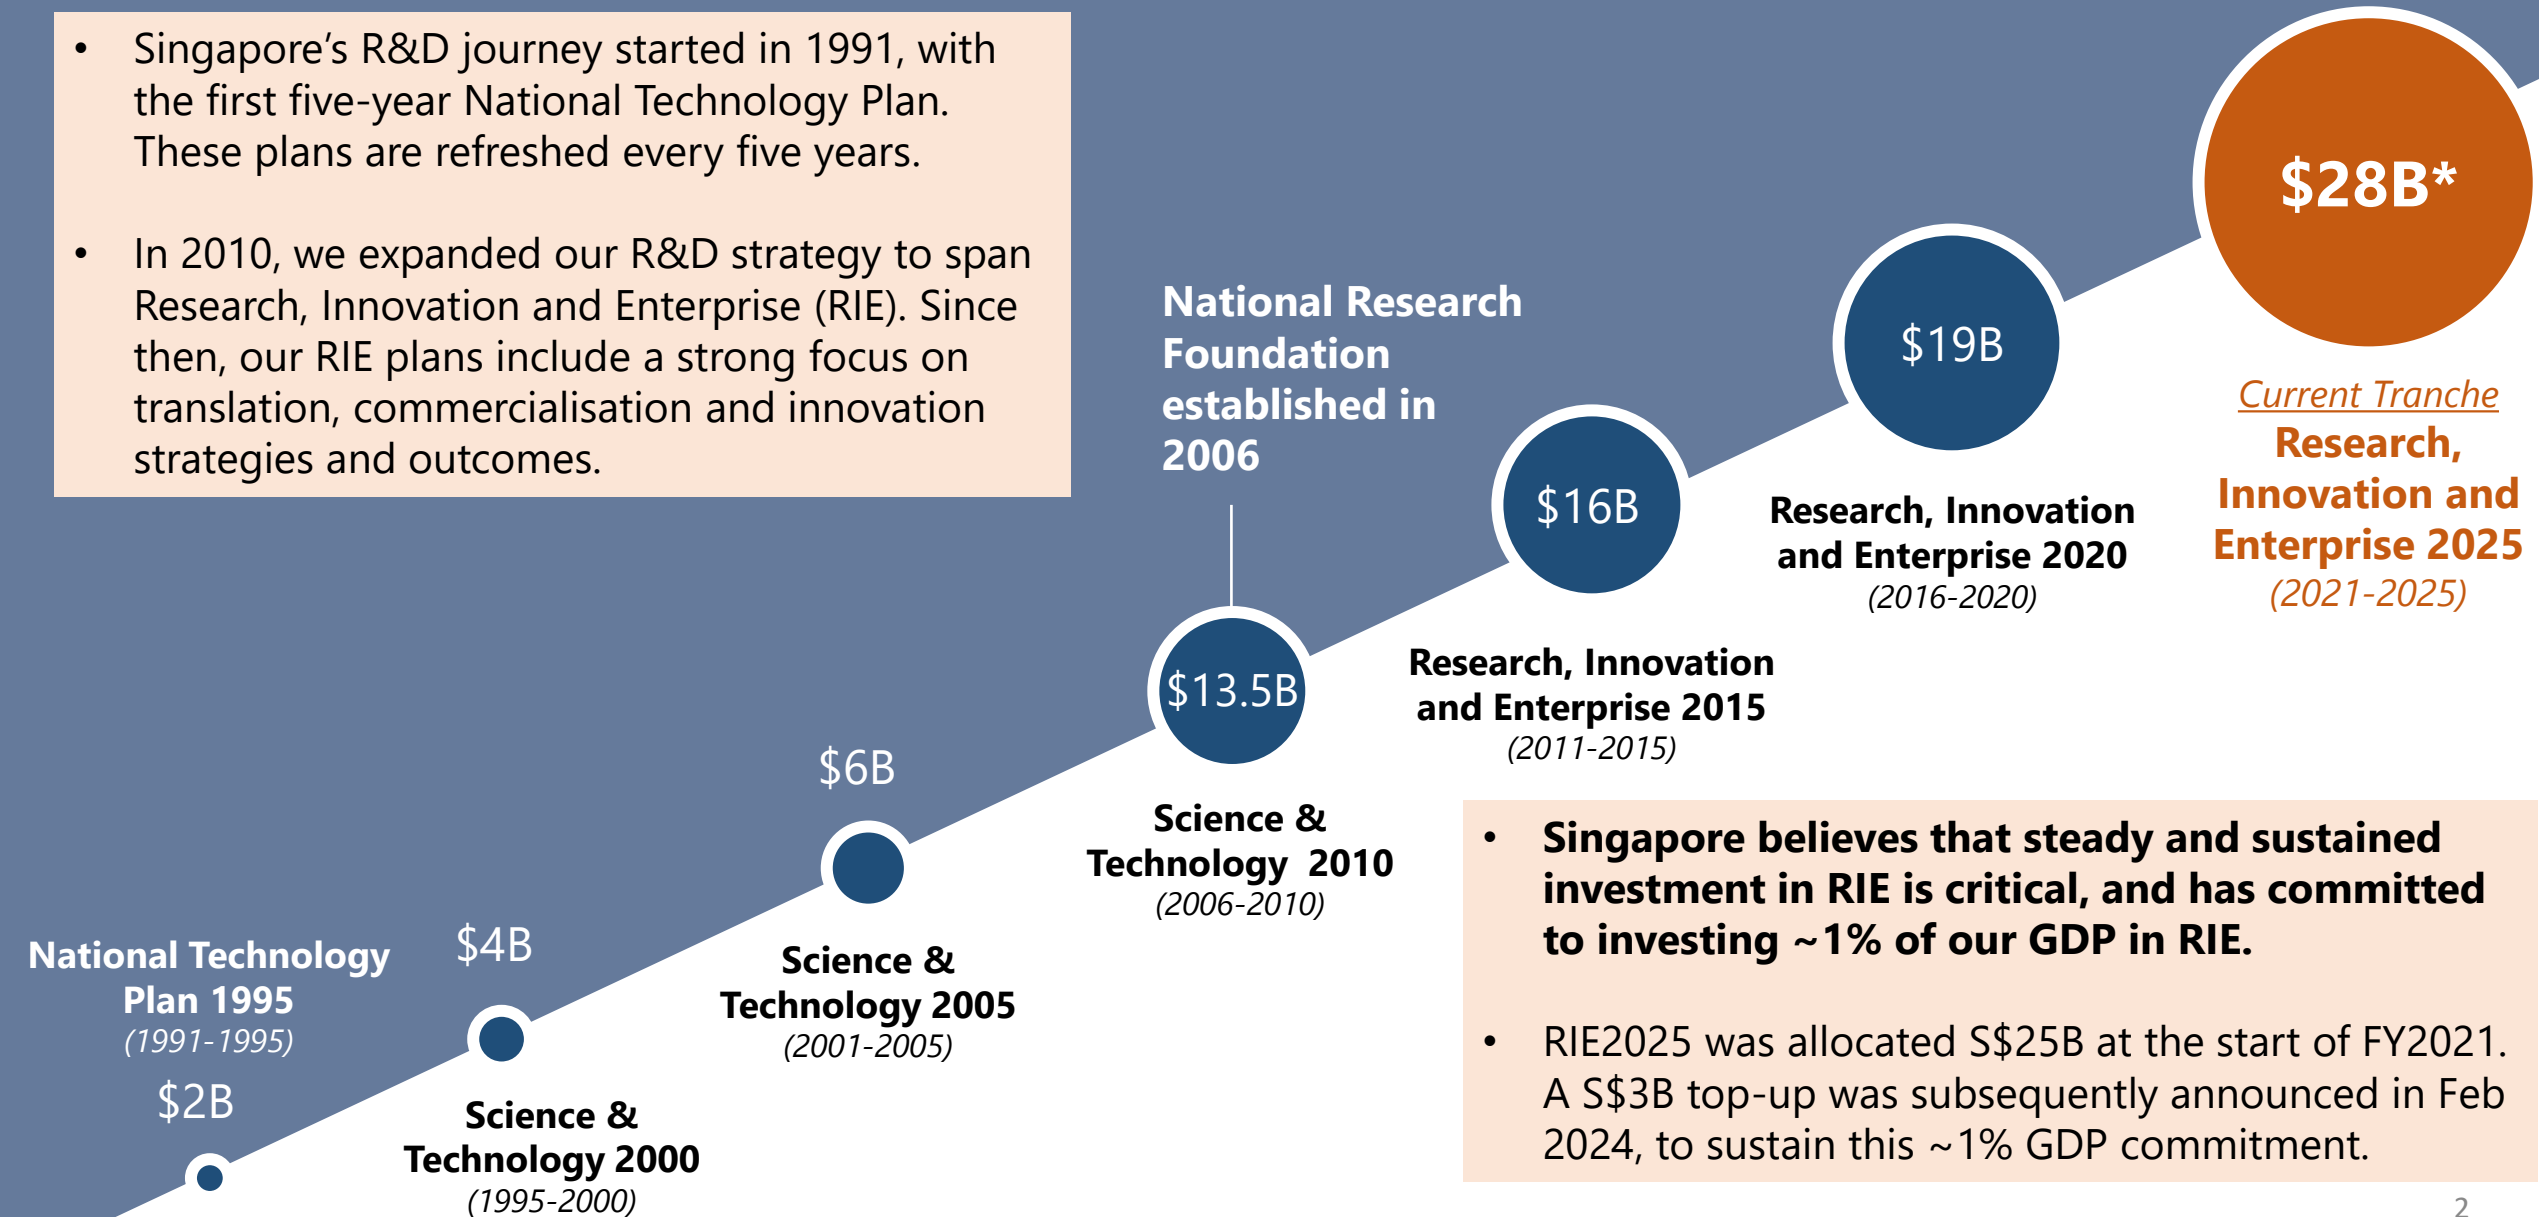 • Singapore’s R&D journey started in 1991, with
the first five-year National Technology Plan.
These plans are refreshed every five years.
• In 2010, we expanded our R&D strategy to span
Research, Innovation and Enterprise (RIE). Since
then, our RIE plans include a strong focus on
translation, commercialisation and innovation
strategies and outcomes.
National Technology
Plan 1995
(1991-1995)
$2B
$4B
Science &
Technology 2000
(1995-2000)
$6B
Science &
Technology 2005
(2001-2005)
National Research
Foundation
established in
2006
$13.5B
Science &
Technology 2010
(2006-2010)
$16B
Research, Innovation
and Enterprise 2015
(2011-2015)
$19B
Research, Innovation
and Enterprise 2020
(2016-2020)
$28B*
Current Tranche
Research,
Innovation and
Enterprise 2025
(2021-2025)
• Singapore believes that steady and sustained
investment in RIE is critical, and has committed
to investing ~1% of our GDP in RIE.
• RIE2025 was allocated S$25B at the start of FY2021.
A S$3B top-up was subsequently announced in Feb
2024, to sustain this ~1% GDP commitment.
2